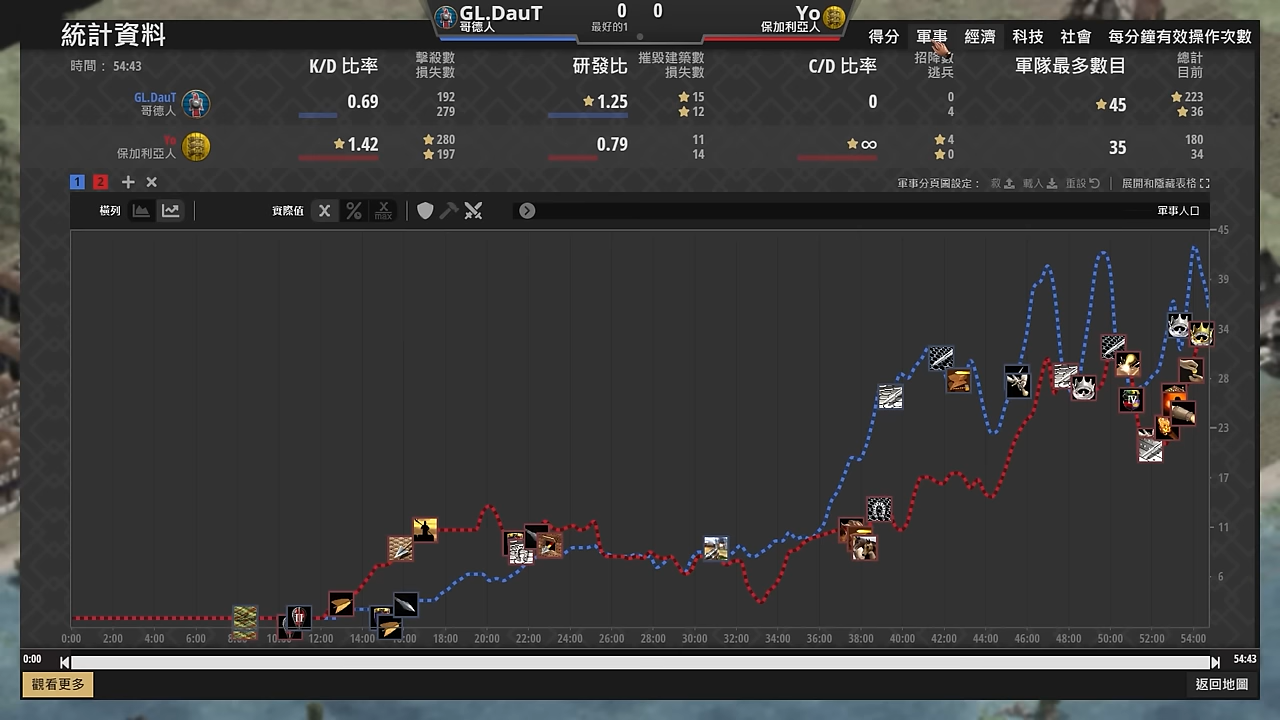 GL.DauT 0 0 Yo
哥德人 最好的1 保加利亞人
統計資料
得分 軍事 經濟 科技 社會 每分鐘有效操作次數
時間： 54:43
K/D 比率 擊殺數 損失數 研發比 摧毀建築數 損失數 C/D 比率 招降數 逃兵 軍隊最多數目 總計 目前
GL.DauT 哥德人 0.69 192 279 1.25 15 12 0 0 4 45 223 36
Yo 保加利亞人 1.42 280 197 0.79 11 14 ∞ 4 0 35 180 34
1 2 軍事分頁圖設定： 載入 重設 展開和隱藏表格
橫列 實際值 X % X max 軍事人口
45
39
34
28
23
17
11
6
0:00 2:00 4:00 6:00 8:00 10:00 12:00 14:00 16:00 18:00 20:00 22:00 24:00 26:00 28:00 30:00 32:00 34:00 36:00 38:00 40:00 42:00 44:00 46:00 48:00 50:00 52:00 54:00
0:00 54:43
觀看更多 返回地圖